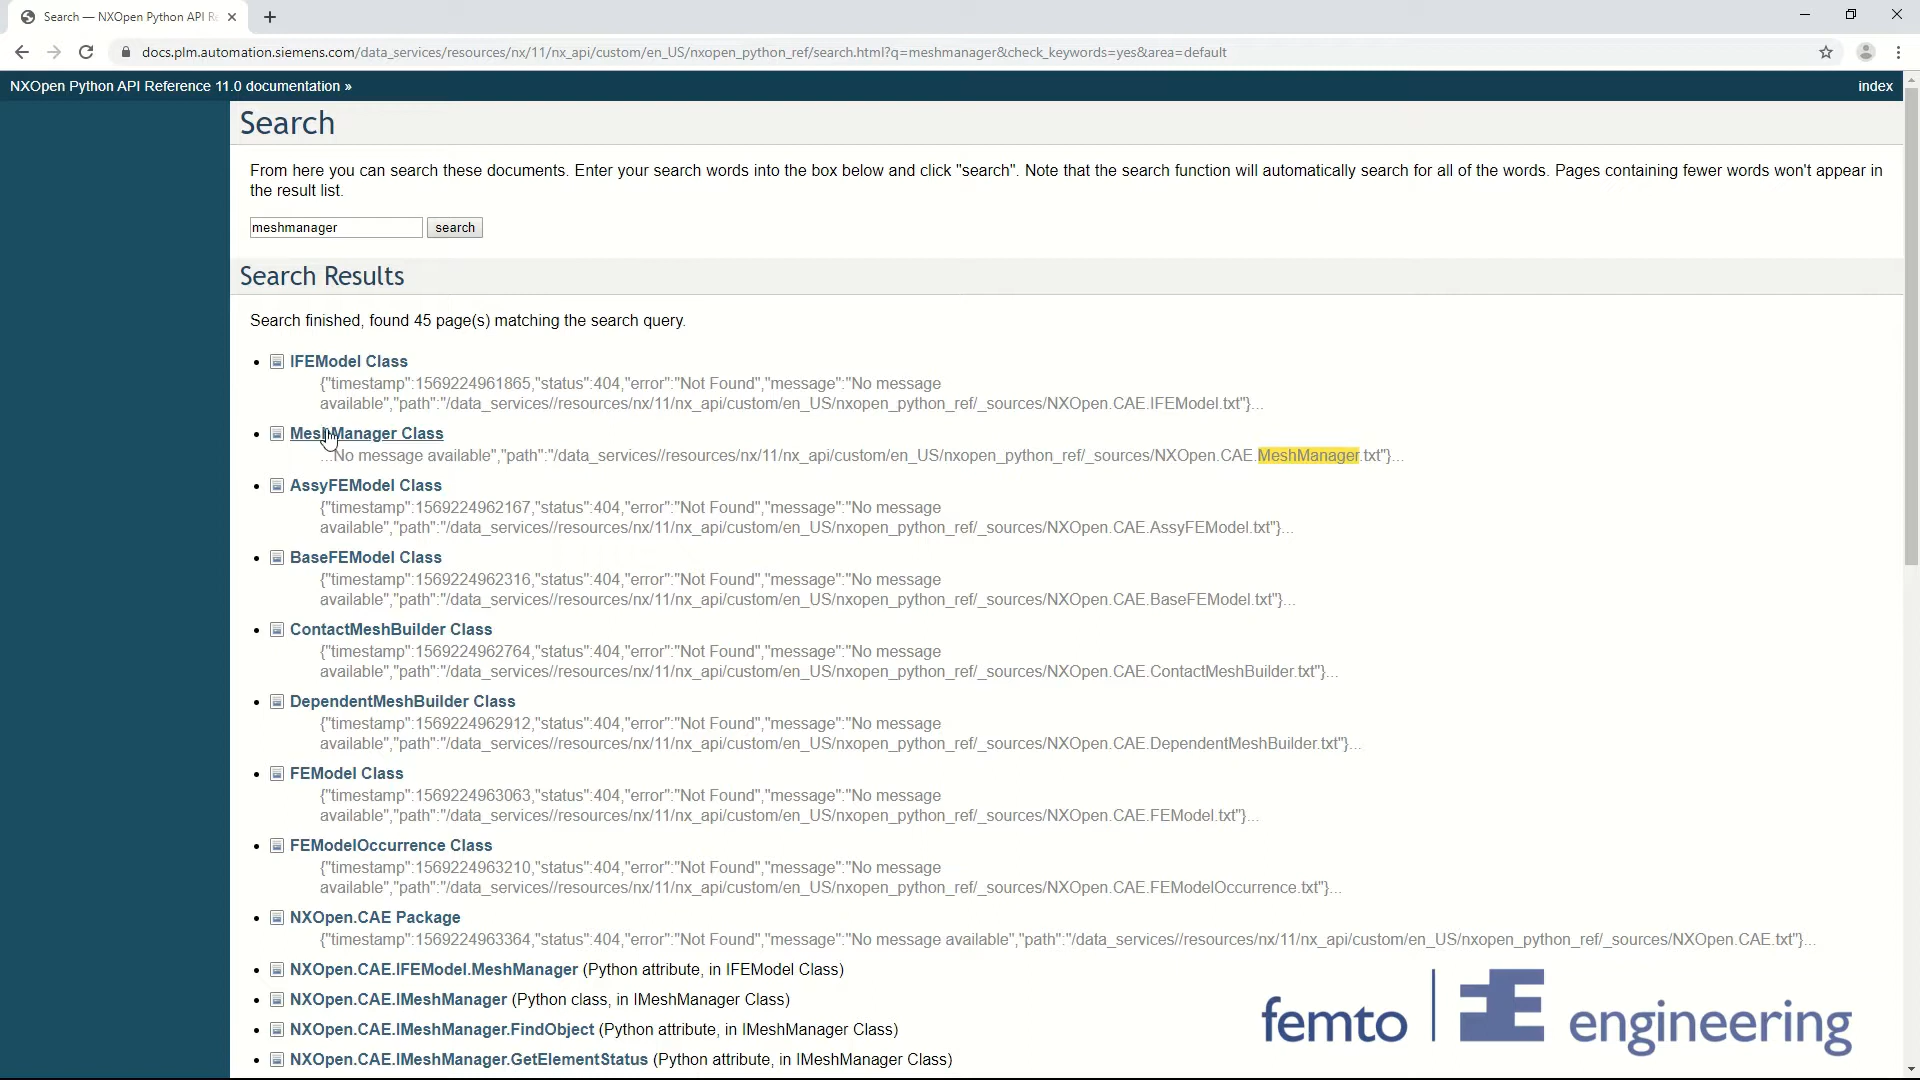 Search — NXOpen Python API Re
docs.plm.automation.siemens.com/data_services/resources/nx/11/nx_api/custom/en_US/nxopen_python_ref/search.html?q=meshmanager&check_keywords=yes&area=default
NXOpen Python API Reference 11.0 documentation »
index
Search
From here you can search these documents. Enter your search words into the box below and click "search". Note that the search function will automatically search for all of the words. Pages containing fewer words won't appear in
the result list.
meshmanager search
Search Results
Search finished, found 45 page(s) matching the search query.
IFEModel Class
{"timestamp":1569224961865,"status":404,"error":"Not Found","message":"No message
available","path":"/data_services//resources/nx/11/nx_api/custom/en_US/nxopen_python_ref/_sources/NXOpen.CAE.IFEModel.txt"}...
MeshManager Class
...No message available","path":"/data_services//resources/nx/11/nx_api/custom/en_US/nxopen_python_ref/_sources/NXOpen.CAE.MeshManager.txt"}...
AssyFEModel Class
{"timestamp":1569224962167,"status":404,"error":"Not Found","message":"No message
available","path":"/data_services//resources/nx/11/nx_api/custom/en_US/nxopen_python_ref/_sources/NXOpen.CAE.AssyFEModel.txt"}...
BaseFEModel Class
{"timestamp":1569224962316,"status":404,"error":"Not Found","message":"No message
available","path":"/data_services//resources/nx/11/nx_api/custom/en_US/nxopen_python_ref/_sources/NXOpen.CAE.BaseFEModel.txt"}...
ContactMeshBuilder Class
{"timestamp":1569224962764,"status":404,"error":"Not Found","message":"No message
available","path":"/data_services//resources/nx/11/nx_api/custom/en_US/nxopen_python_ref/_sources/NXOpen.CAE.ContactMeshBuilder.txt"}...
DependentMeshBuilder Class
{"timestamp":1569224962912,"status":404,"error":"Not Found","message":"No message
available","path":"/data_services//resources/nx/11/nx_api/custom/en_US/nxopen_python_ref/_sources/NXOpen.CAE.DependentMeshBuilder.txt"}...
FEModel Class
{"timestamp":1569224963063,"status":404,"error":"Not Found","message":"No message
available","path":"/data_services//resources/nx/11/nx_api/custom/en_US/nxopen_python_ref/_sources/NXOpen.CAE.FEModel.txt"}...
FEModelOccurrence Class
{"timestamp":1569224963210,"status":404,"error":"Not Found","message":"No message
available","path":"/data_services//resources/nx/11/nx_api/custom/en_US/nxopen_python_ref/_sources/NXOpen.CAE.FEModelOccurrence.txt"}...
NXOpen.CAE Package
{"timestamp":1569224963364,"status":404,"error":"Not Found","message":"No message available","path":"/data_services//resources/nx/11/nx_api/custom/en_US/nxopen_python_ref/_sources/NXOpen.CAE.txt"}...
NXOpen.CAE.IFEModel.MeshManager (Python attribute, in IFEModel Class)
NXOpen.CAE.IMeshManager (Python class, in IMeshManager Class)
NXOpen.CAE.IMeshManager.FindObject (Python attribute, in IMeshManager Class)
NXOpen.CAE.IMeshManager.GetElementStatus (Python attribute, in IMeshManager Class)
femto engineering